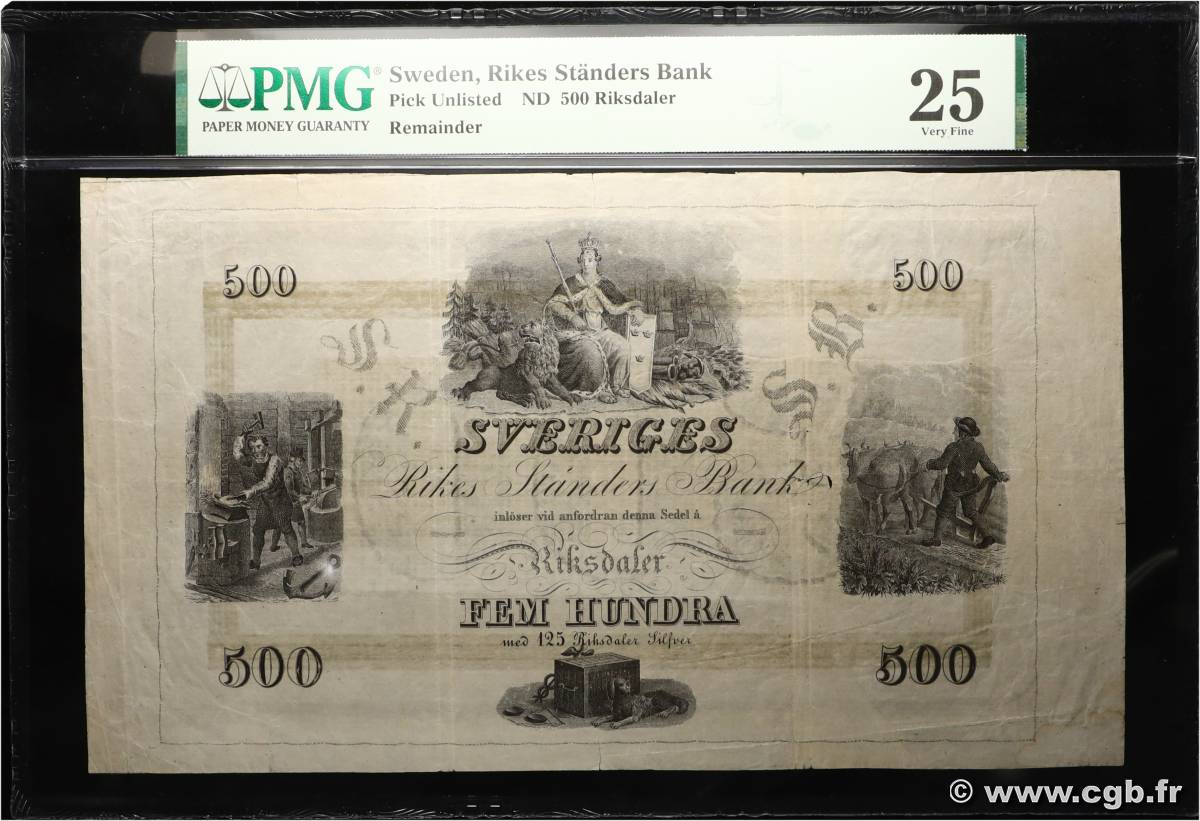 PMG®
PAPER MONEY GUARANTY
Sweden, Rikes Ständers Bank
Pick Unlisted ND 500 Riksdaler
Remainder
25
Very Fine
500
500
S. R. S. B.
SVERIGES
Rikes Ständers Bank
inlöser vid anfordran denna Sedel å
Riksdaler
FEM HUNDRA
med 125 Riksdaler Silfver
500
500
© www.cgb.fr